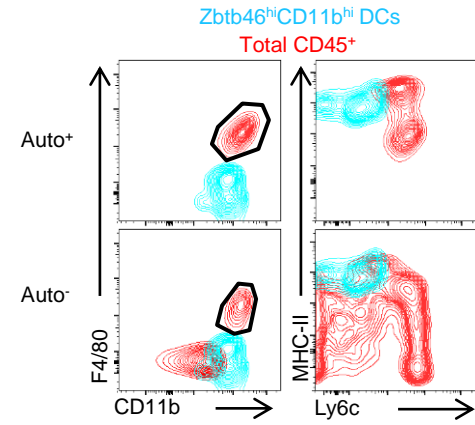 Zbtb46ʰⁱCD11bʰⁱ DCs
Total CD45⁺
Auto⁺
Auto⁻
F4/80
MHC-II
CD11b
Ly6c